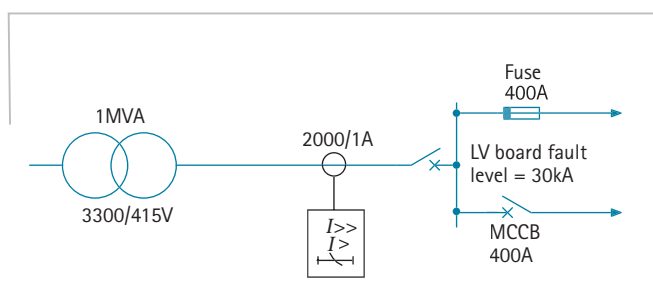 1MVA
3300/415V
2000/1A
I>>
I>
Fuse
400A
LV board fault
level = 30kA
MCCB
400A